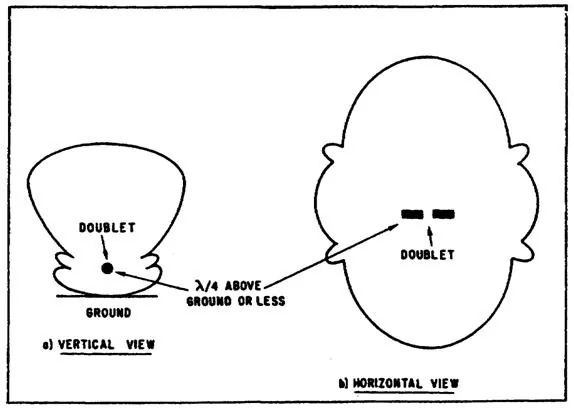 DOUBLET
λ/4 ABOVE
GROUND OR LESS
GROUND
a) VERTICAL VIEW
DOUBLET
b) HORIZONTAL VIEW